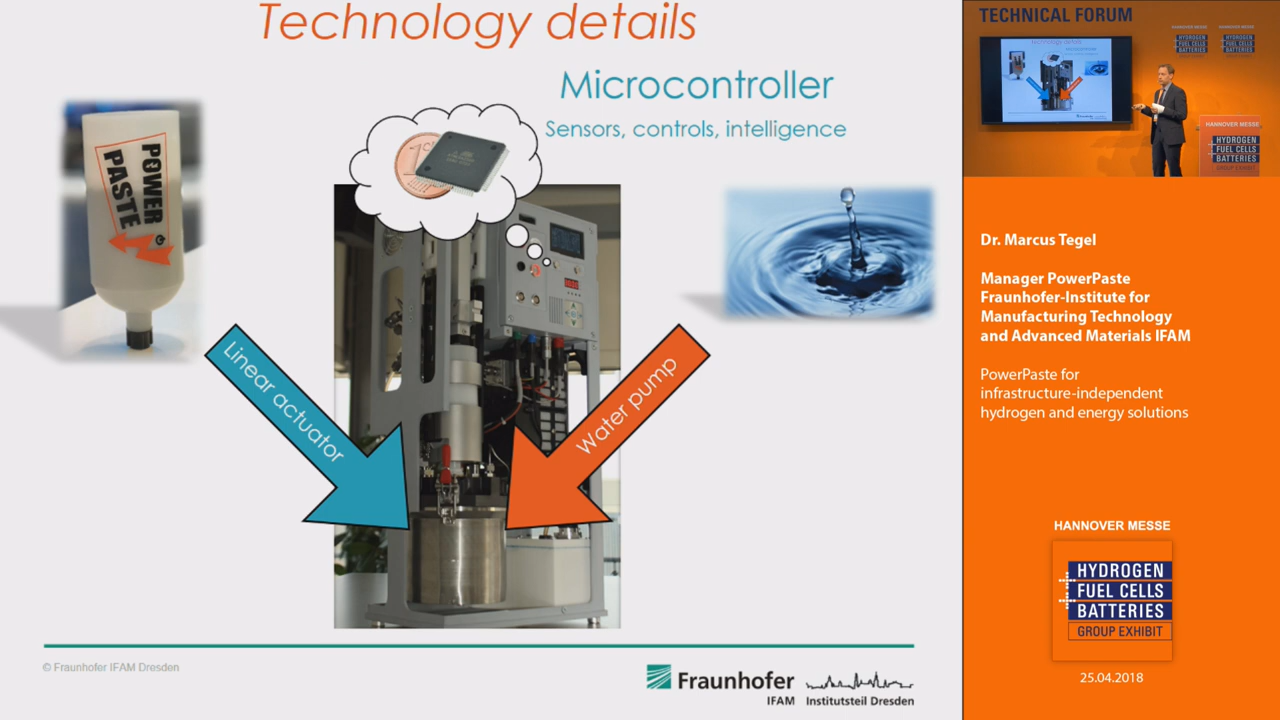 Technology details
Microcontroller
Sensors, controls, intelligence
POWER
PASTE
Linear actuator
Water pump
© Fraunhofer IFAM Dresden
Fraunhofer
IFAM
Institutsteil Dresden
TECHNICAL FORUM
Technology details
HANNOVER MESSE
HYDROGEN
FUEL CELLS
BATTERIES
Dr. Marcus Tegel
Manager PowerPaste
Fraunhofer-Institute for
Manufacturing Technology
and Advanced Materials IFAM
PowerPaste for
infrastructure-independent
hydrogen and energy solutions
HANNOVER MESSE
HYDROGEN
FUEL CELLS
BATTERIES
GROUP EXHIBIT
25.04.2018